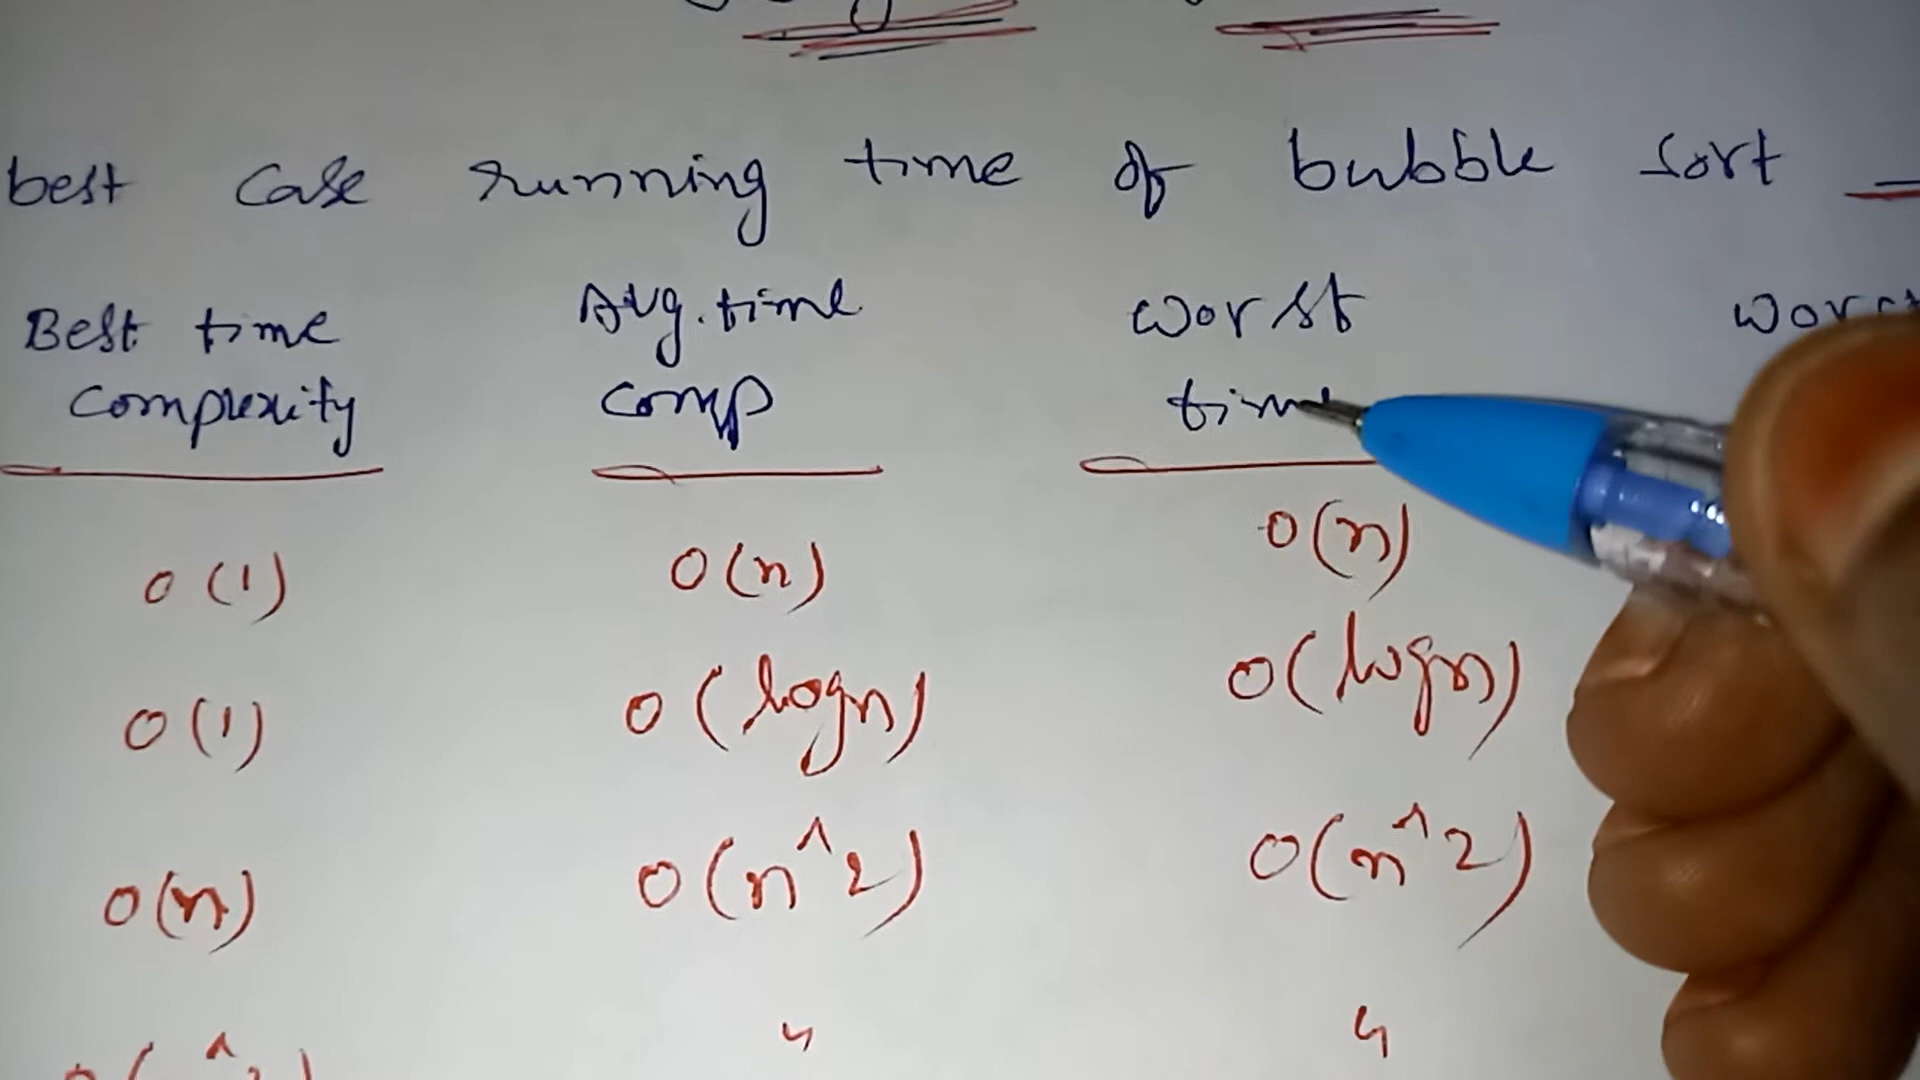 best case running time of bubble sort
Best time Avg. time worst
complexity comp time
O(1) O(n) O(n)
O(1) O(logn) O(logn)
O(n) O(n^2) O(n^2)